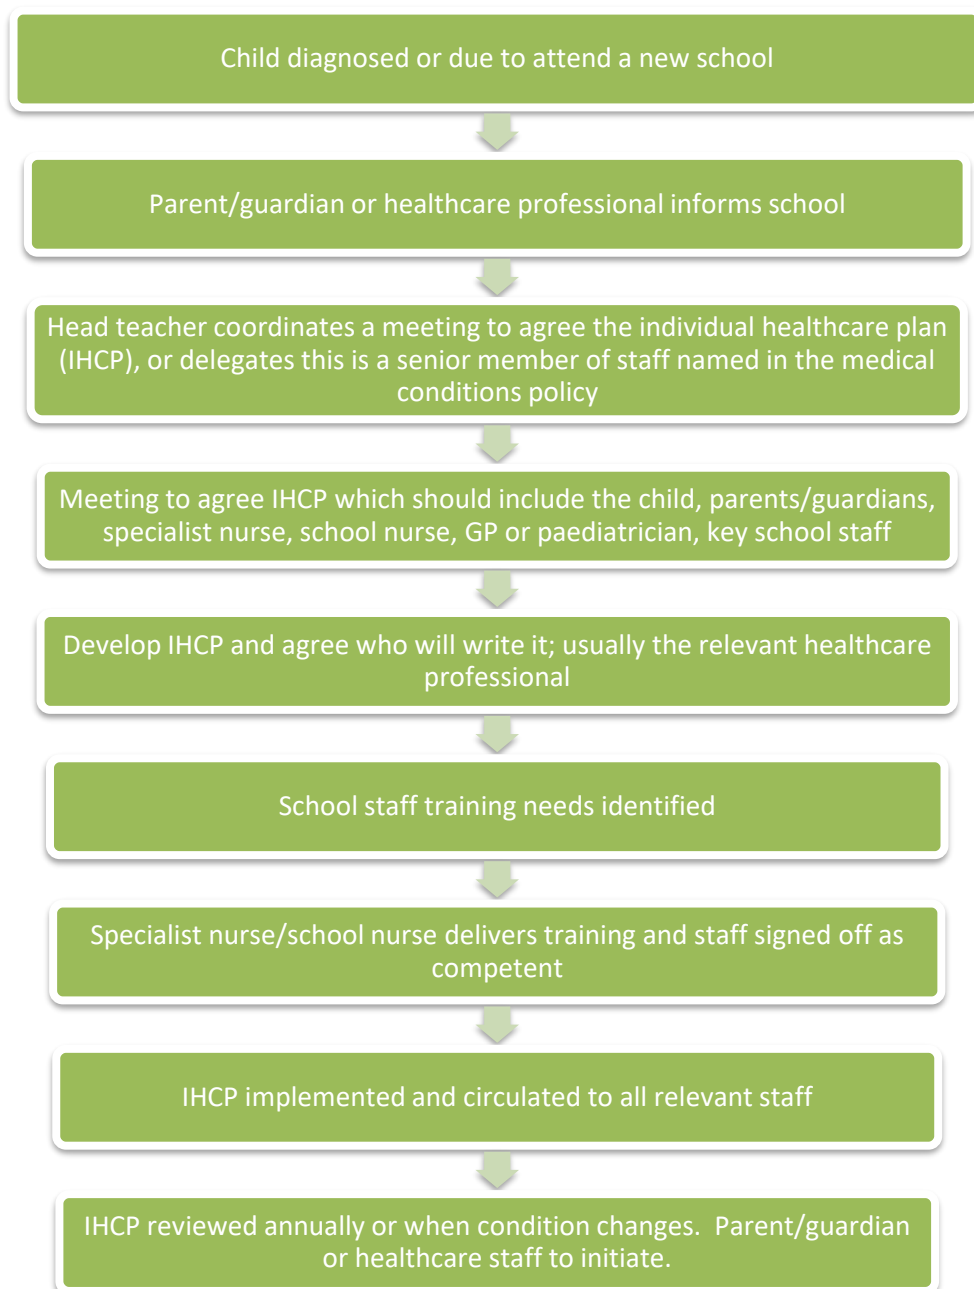 Child diagnosed or due to attend a new school
Parent/guardian or healthcare professional informs school
Head teacher coordinates a meeting to agree the individual healthcare plan
(IHCP), or delegates this is a senior member of staff named in the medical
conditions policy
Meeting to agree IHCP which should include the child, parents/guardians,
specialist nurse, school nurse, GP or paediatrician, key school staff
Develop IHCP and agree who will write it; usually the relevant healthcare
professional
School staff training needs identified
Specialist nurse/school nurse delivers training and staff signed off as
competent
IHCP implemented and circulated to all relevant staff
IHCP reviewed annually or when condition changes.  Parent/guardian
or healthcare staff to initiate.